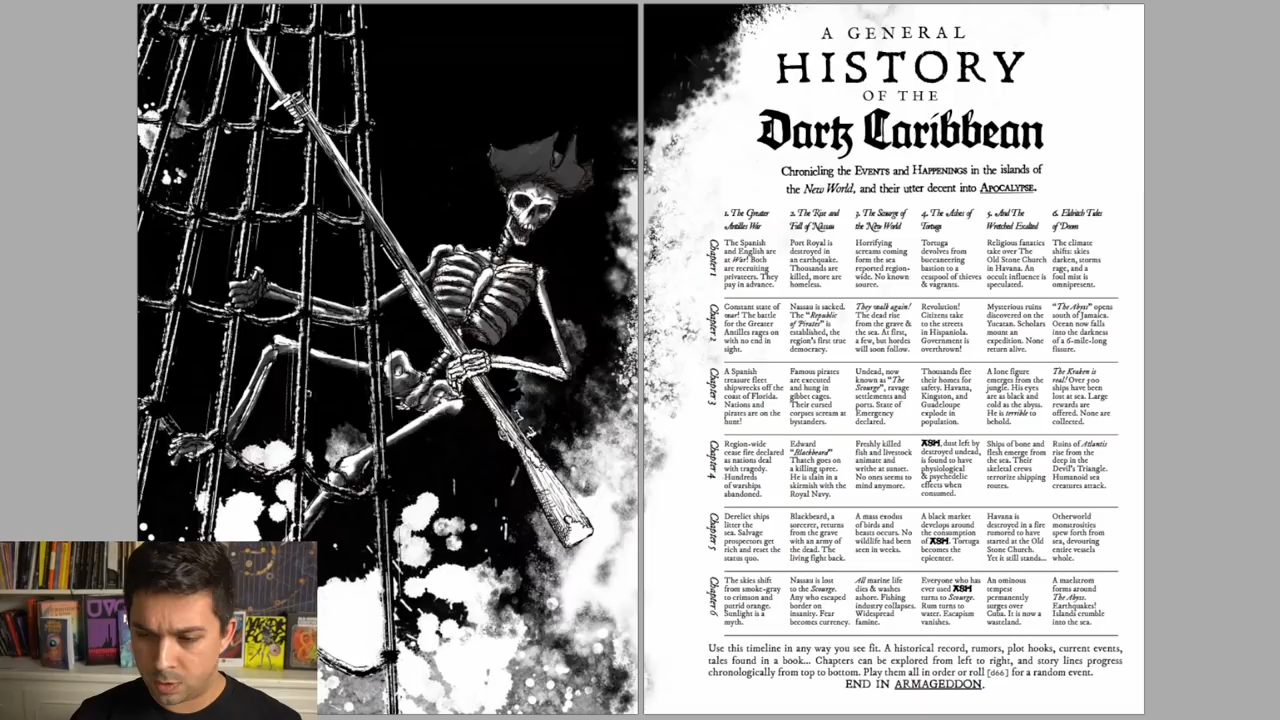 A GENERAL
HISTORY
OF THE
Dark Caribbean
Chronicling the EVENTS and HAPPENINGS in the islands of
the New World, and their utter decent into APOCALYPSE.
1. The Greater
Antilles War
2. The Rise and
Fall of Nassau
3. The Scourge of
the New World
4. The Ashes of
Tortuga
5. And The
Wretched Exalted
6. Eldritch Tales
of Doom
Chapter 1
The Spanish
and English are
at War! Both
are recruiting
privateers. They
pay in advance.
Port Royal is
destroyed in
an earthquake.
Thousands are
killed, more are
homeless.
Horrifying
screams coming
form the sea
reported region-
wide. No known
source.
Tortuga
devolves from
buccaneering
bastion to a
cesspool of thieves
& vagrants.
Religious fanatics
take over The
Old Stone Church
in Havana. An
occult influence is
speculated.
The climate
shifts: skies
darken, storms
rage, and a
foul mist is
omnipresent.
Chapter 2
Constant state of
war! The battle
for the Greater
Antilles rages on
with no end in
sight.
Nassau is sacked.
The "Republic
of Pirates" is
established, the
region's first true
democracy.
They walk again!
The dead rise
from the grave &
the sea. At first,
a few, but hordes
will soon follow.
Revolution!
Citizens take
to the streets
in Hispaniola.
Government is
overthrown!
Mysterious ruins
discovered on the
Yucatan. Scholars
mount an
expedition. None
return alive.
"The Abyss" opens
south of Jamaica.
Ocean now falls
into the darkness
of a 6-mile-long
fissure.
Chapter 3
A Spanish
treasure fleet
shipwrecks off the
coast of Florida.
Nations and
pirates are on the
hunt!
Famous pirates
are executed
and hung in
gibbet cages.
Their cursed
corpses scream at
bystanders.
Undead, now
known as "The
Scourge", ravage
settlements and
ports. State of
Emergency
declared.
Thousands flee
their homes for
safety. Havana,
Kingston, and
Guadeloupe
explode in
population.
A lone figure
emerges from the
jungle. His eyes
are as black and
cold as the abyss.
He is terrible to
behold.
The Kraken is
real! Over 300
ships have been
lost at sea. Large
rewards are
offered. None are
collected.
Chapter 4
Region-wide
cease fire declared
as nations deal
with tragedy.
Hundreds
of warships
abandoned.
Edward
"Blackbeard"
Thatch goes on
a killing spree.
He is slain in a
skirmish with the
Royal Navy.
Freshly killed
fish and livestock
animate and
writhe at sunset.
No ones seems to
mind anymore.
ASH, dust left by
destroyed undead,
is found to have
physiological
& psychedelic
effects when
consumed.
Ships of bone and
flesh emerge from
the sea. Their
skeletal crews
terrorize shipping
routes.
Ruins of Atlantis
rise from the
deep in the
Devil's Triangle.
Humanoid sea
creatures attack.
Chapter 5
Derelict ships
litter the
sea. Salvage
prospectors get
rich and reset the
status quo.
Blackbeard, a
sorcerer, returns
from the grave
with an army of
the dead. The
living fight back.
A mass exodus
of birds and
beasts occurs. No
wildlife had been
seen in weeks.
A black market
develops around
the consumption
of ASH. Tortuga
becomes the
epicenter.
Havana is
destroyed in a fire
rumored to have
started at the Old
Stone Church.
Yet it still stands...
Otherworld
monstrosities
spew forth from
sea, devouring
entire vessels
whole.
Chapter 6
The skies shift
from smoke-gray
to crimson and
putrid orange.
Sunlight is a
myth.
Nassau is lost
to the Scourge.
Any who escaped
border on
insanity. Fear
becomes currency.
All marine life
dies & washes
ashore. Fishing
industry collapses.
Widespread
famine.
Everyone who has
ever used ASH
turns to Scourge.
Rum turns to
water. Escapism
vanishes.
An ominous
tempest
permanently
surges over
Cuba. It is now a
wasteland.
A maelstrom
forms around
The Abyss.
Earthquakes!
Islands crumble
into the sea.
Use this timeline in any way you see fit. A historical record, rumors, plot hooks, current events,
tales found in a book... Chapters can be explored from left to right, and story lines progress
chronologically from top to bottom. Play them all in order or roll [d66] for a random event.
END IN ARMAGEDDON.